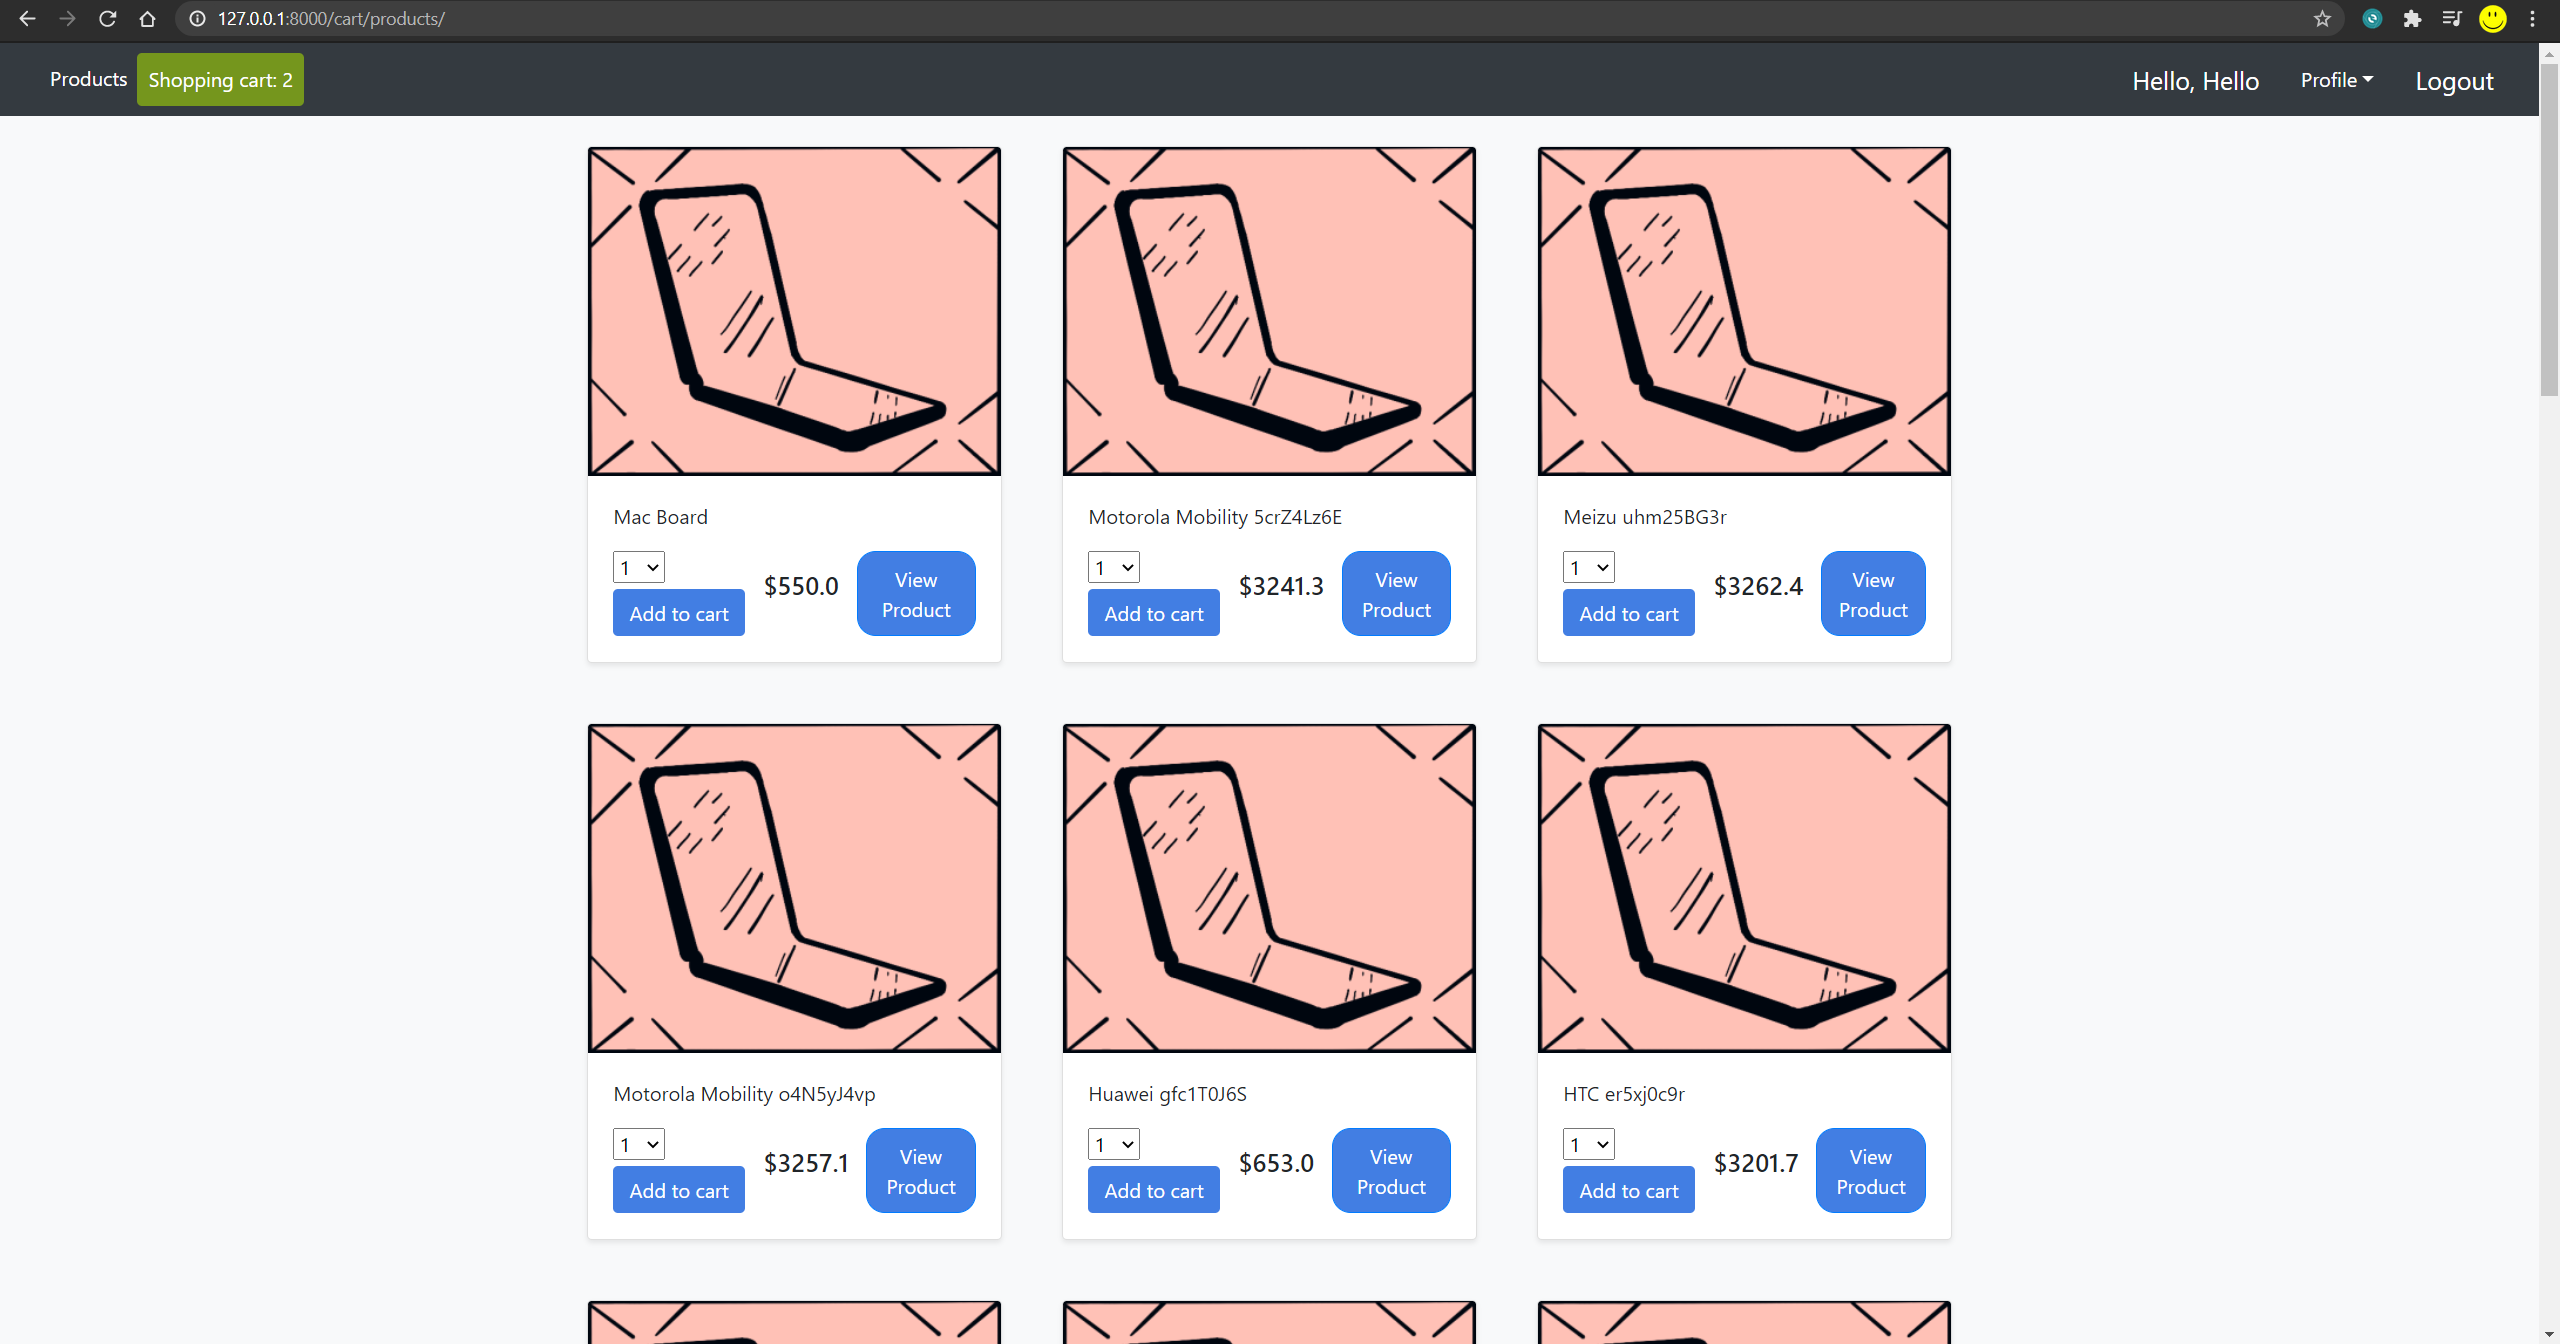 127.0.0.1:8000/cart/products/
Products Shopping cart: 2 Hello, Hello Profile Logout
Mac Board
1
$550.0
View Product
Add to cart
Motorola Mobility 5crZ4Lz6E
1
$3241.3
View Product
Add to cart
Meizu uhm25BG3r
1
$3262.4
View Product
Add to cart
Motorola Mobility o4N5yJ4vp
1
$3257.1
View Product
Add to cart
Huawei gfc1T0J6S
1
$653.0
View Product
Add to cart
HTC er5xj0c9r
1
$3201.7
View Product
Add to cart